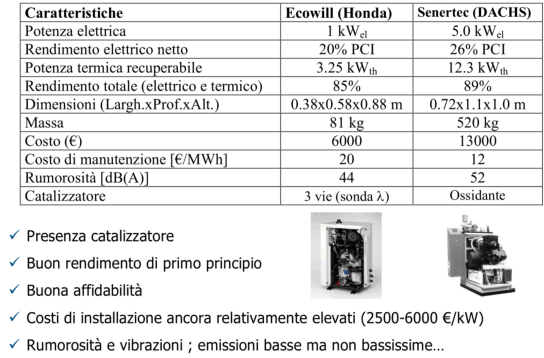 Caratteristiche Ecowill (Honda) Senertec (DACHS)
Potenza elettrica 1 kWel 5.0 kWel
Rendimento elettrico netto 20% PCI 26% PCI
Potenza termica recuperabile 3.25 kWth 12.3 kWth
Rendimento totale (elettrico e termico) 85% 89%
Dimensioni (Largh.xProf.xAlt.) 0.38x0.58x0.88 m 0.72x1.1x1.0 m
Massa 81 kg 520 kg
Costo (€) 6000 13000
Costo di manutenzione [€/MWh] 20 12
Rumorosità [dB(A)] 44 52
Catalizzatore 3 vie (sonda λ) Ossidante
✓ Presenza catalizzatore
✓ Buon rendimento di primo principio
✓ Buona affidabilità
✓ Costi di installazione ancora relativamente elevati (2500-6000 €/kW)
✓ Rumorosità e vibrazioni ; emissioni basse ma non bassissime…